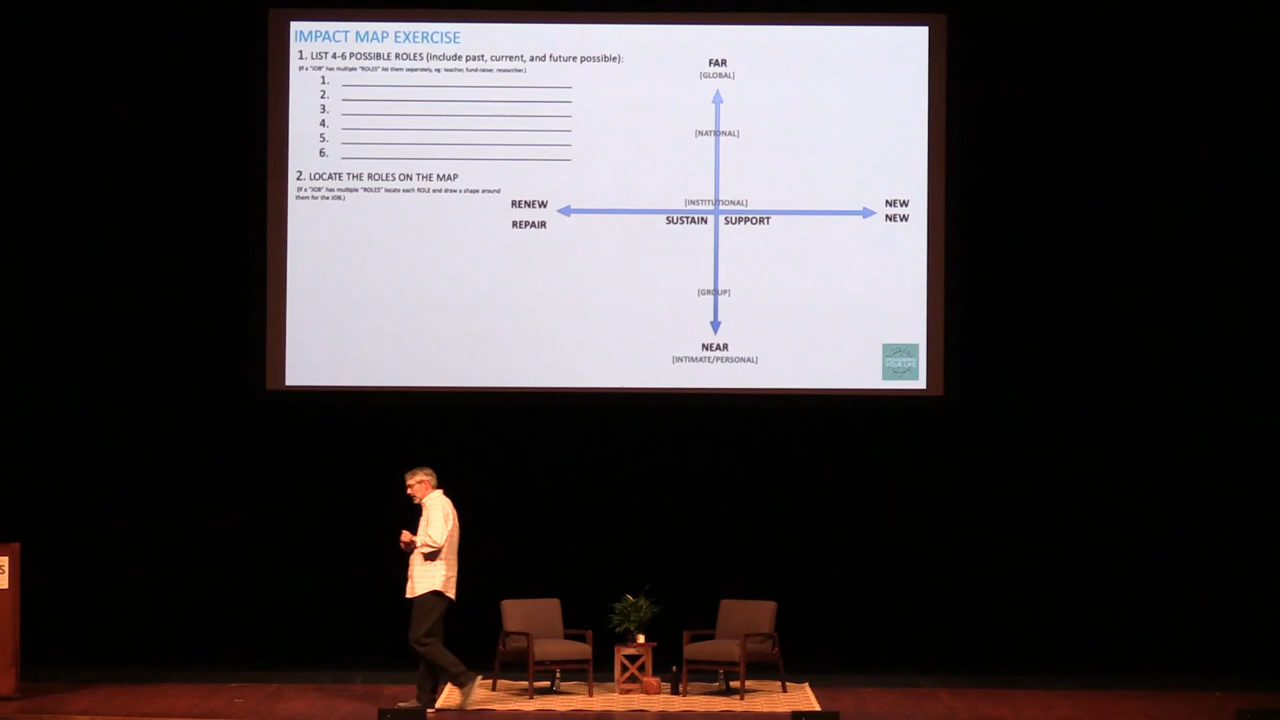 IMPACT MAP EXERCISE
1. LIST 4-6 POSSIBLE ROLES (include past, current, and future possible):
(If a "JOB" has multiple "ROLES" list them separately, eg: teacher, fund-raiser, researcher.)
1.
2.
3.
4.
5.
6.
2. LOCATE THE ROLES ON THE MAP
(If a "JOB" has multiple "ROLES" locate each ROLE and draw a shape around
them for the JOB.)
FAR
[GLOBAL]
[NATIONAL]
[INSTITUTIONAL]
RENEW
REPAIR
SUSTAIN SUPPORT
NEW
NEW
[GROUP]
NEAR
[INTIMATE/PERSONAL]
DESIGNING
YOUR LIFE
S